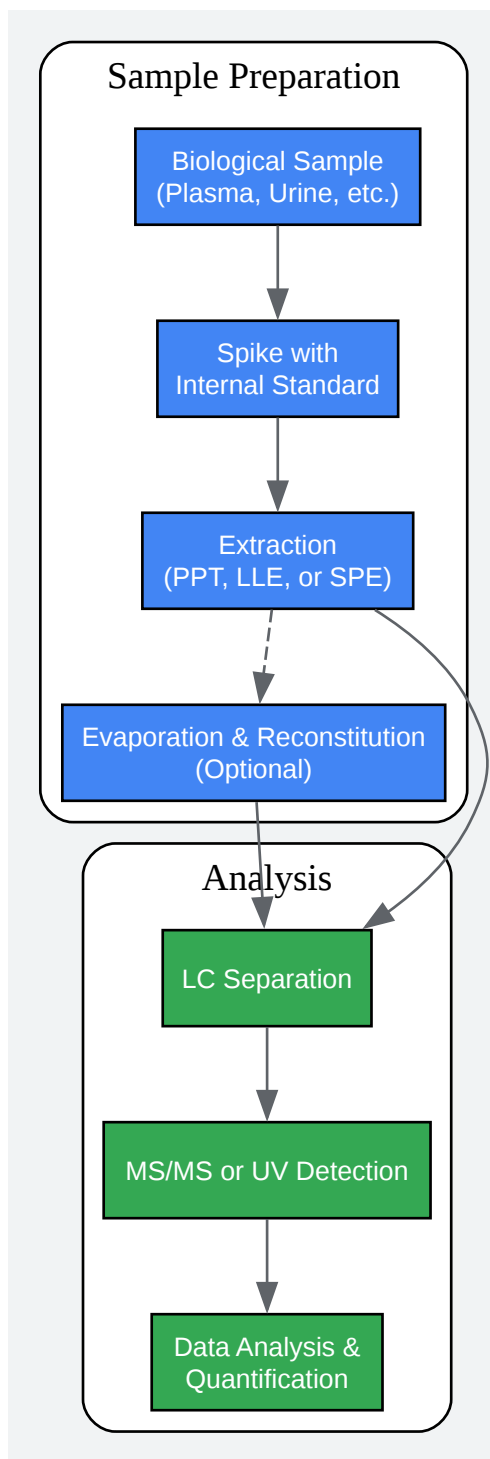 Sample Preparation
Biological Sample
(Plasma, Urine, etc.)
Spike with
Internal Standard
Extraction
(PPT, LLE, or SPE)
Evaporation & Reconstitution
(Optional)
Analysis
LC Separation
MS/MS or UV Detection
Data Analysis &
Quantification